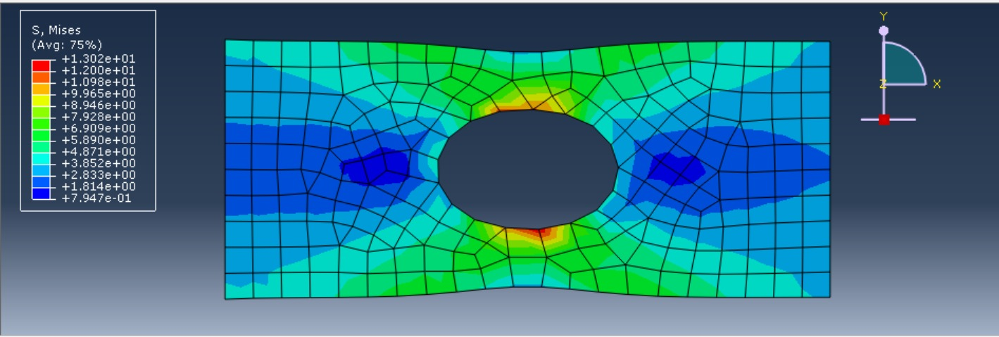 S, Mises
(Avg: 75%)
+1.302e+01
+1.200e+01
+1.098e+01
+9.965e+00
+8.946e+00
+7.928e+00
+6.909e+00
+5.890e+00
+4.871e+00
+3.852e+00
+2.833e+00
+1.814e+00
+7.947e-01
Y
Z
X